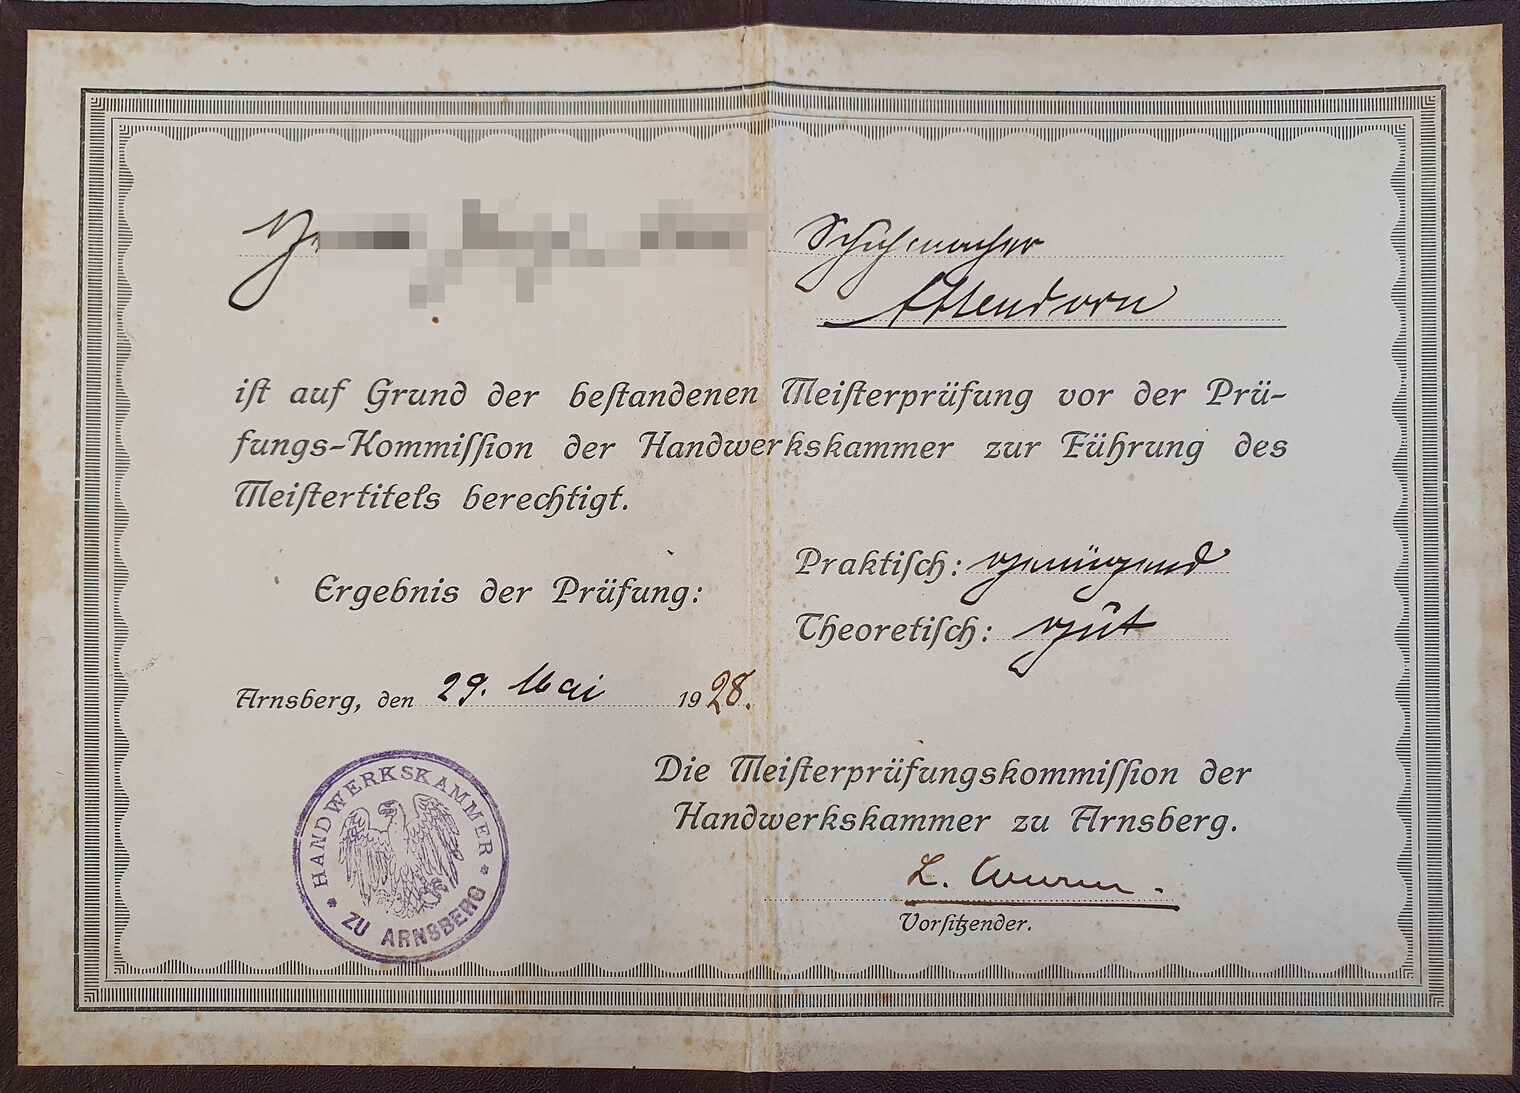 Schuhmacher
Attendorn
ist auf Grund der bestandenen Meisterprüfung vor der Prü-
fungs-Kommission der Handwerkskammer zur Führung des
Meistertitels berechtigt.
Ergebnis der Prüfung:
Praktisch: genügend
Theoretisch: gut
Arnsberg, den 29. Mai 1928.
Die Meisterprüfungskommission der
Handwerkskammer zu Arnsberg.
Vorsitzender.
HANDWERKSKAMMER
* ZU ARNSBERG *